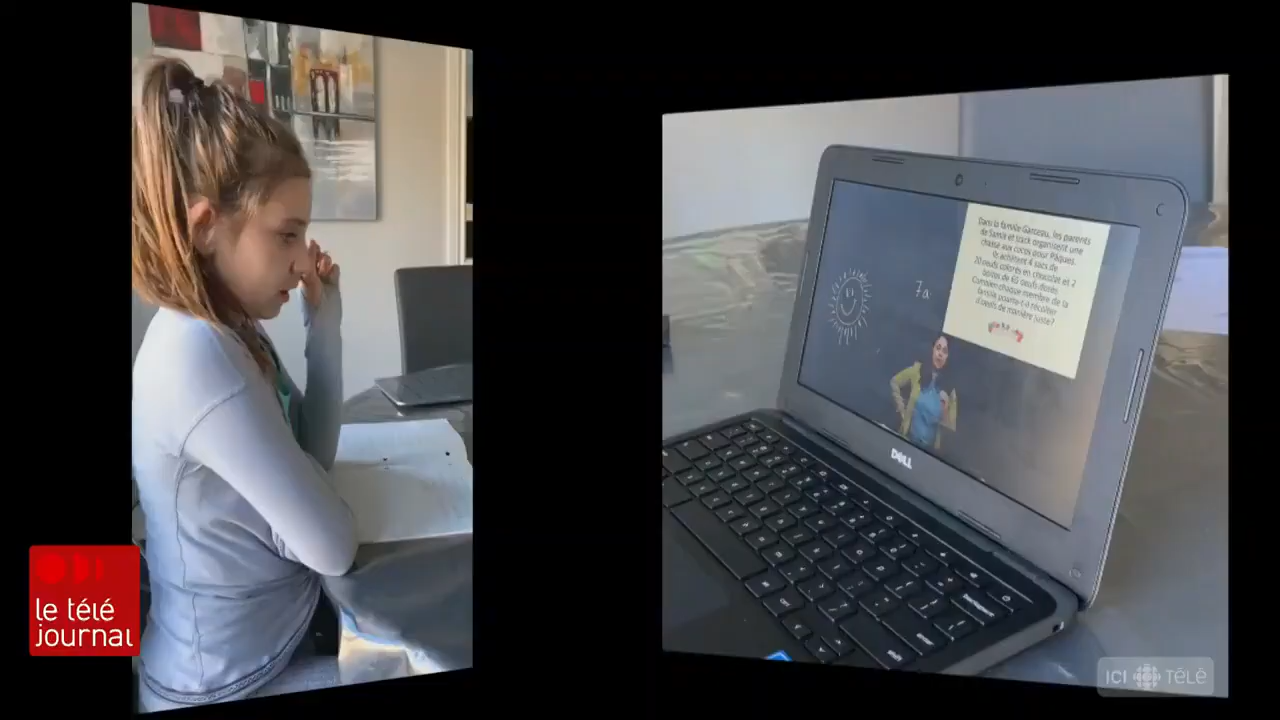 Dans la famille Garceau, les parents
de Samia et Jack organisent une
chasse aux cocos pour Pâques.
Ils achètent 4 sacs de
20 oeufs colorés en chocolat et 2
boîtes de 60 oeufs dorés
Combien chaque membre de la
famille pourra-t-il récolter
d'oeufs de manière juste?
7a
DELL
le télé
journal
ICI TÉLÉ